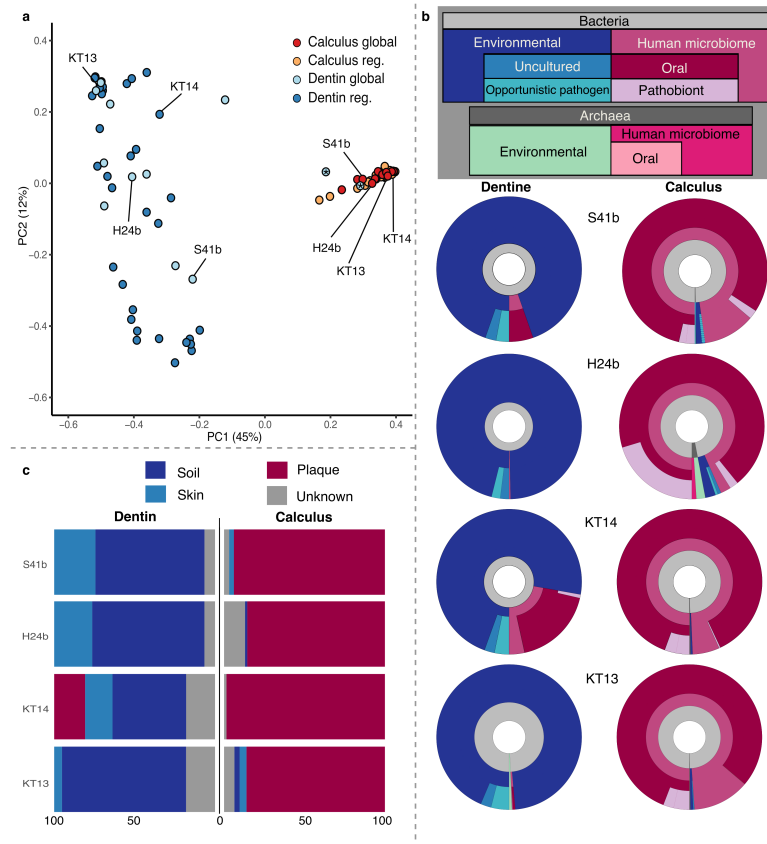 a
0.4
0.2
0.0
−0.2
−0.4
−0.6
PC2 (12%)
−0.6
−0.4
−0.2
0.0
0.2
0.4
PC1 (45%)
KT13
KT14
H24b
S41b
S41b
H24b
KT13
KT14
Calculus global
Calculus reg.
Dentin global
Dentin reg.
b
Bacteria
Environmental
Human microbiome
Uncultured
Oral
Opportunistic pathogen
Pathobiont
Archaea
Environmental
Human microbiome
Oral
Dentine
Calculus
S41b
H24b
KT14
KT13
c
Soil
Plaque
Skin
Unknown
Dentin
Calculus
S41b
H24b
KT14
KT13
100
50
0
50
100